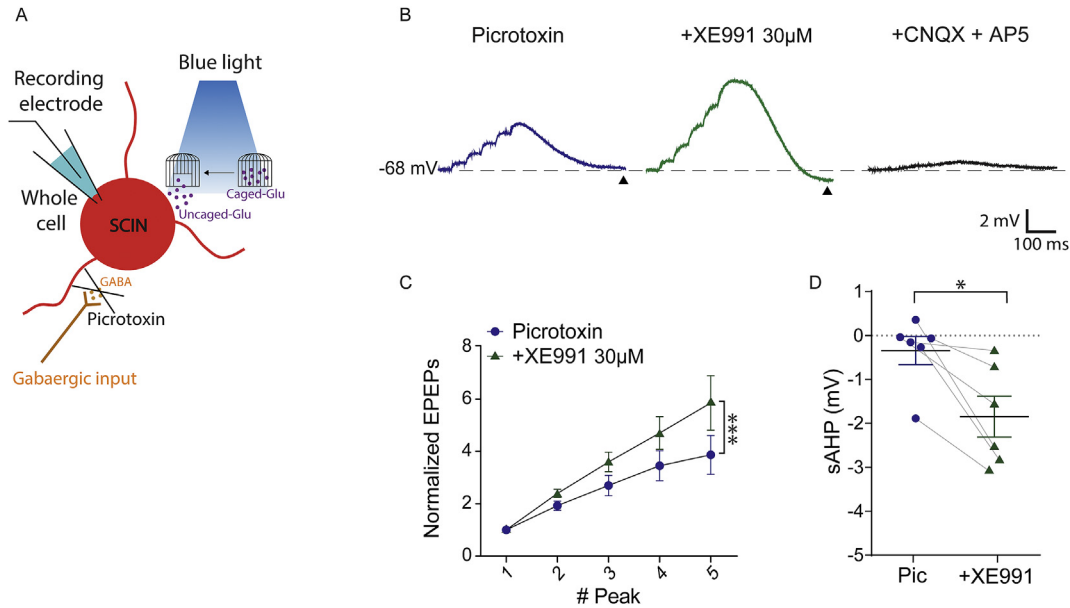 A
Recording
electrode
Blue light
Whole
cell
Caged-Glu
Uncaged-Glu
SCIN
GABA
Picrotoxin
Gabaergic input
B
Picrotoxin
+XE991 30µM
+CNQX + AP5
-68 mV
2 mV
100 ms
C
Picrotoxin
+XE991 30µM
Normalized EPEPs
8
6
4
2
0
***
1 2 3 4 5
# Peak
D
*
sAHP (mV)
1
0
-1
-2
-3
-4
-5
Pic +XE991